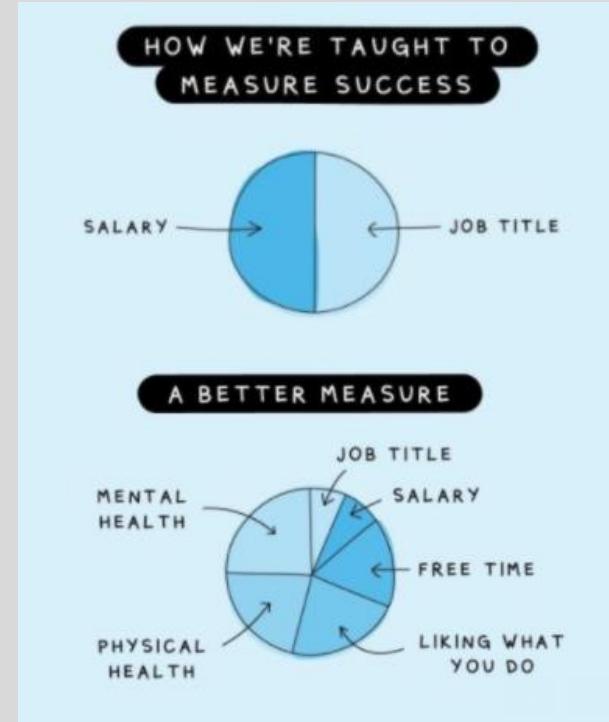 HOW WE'RE TAUGHT TO
MEASURE SUCCESS
SALARY
JOB TITLE
A BETTER MEASURE
JOB TITLE
MENTAL
HEALTH
SALARY
FREE TIME
PHYSICAL
HEALTH
LIKING WHAT
YOU DO